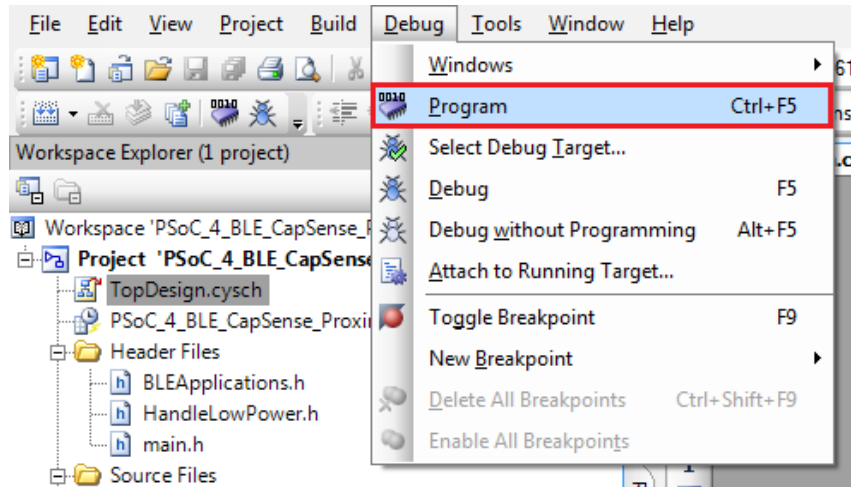 File Edit View Project Build Debug Tools Window Help
Windows
Program Ctrl+F5
Select Debug Target...
Debug F5
Debug without Programming Alt+F5
Attach to Running Target...
Toggle Breakpoint F9
New Breakpoint
Delete All Breakpoints Ctrl+Shift+F9
Enable All Breakpoints
Workspace Explorer (1 project)
Workspace 'PSoC_4_BLE_CapSense_
Project 'PSoC_4_BLE_CapSense
TopDesign.cysch
PSoC_4_BLE_CapSense_Proxi
Header Files
BLEApplications.h
HandleLowPower.h
main.h
Source Files